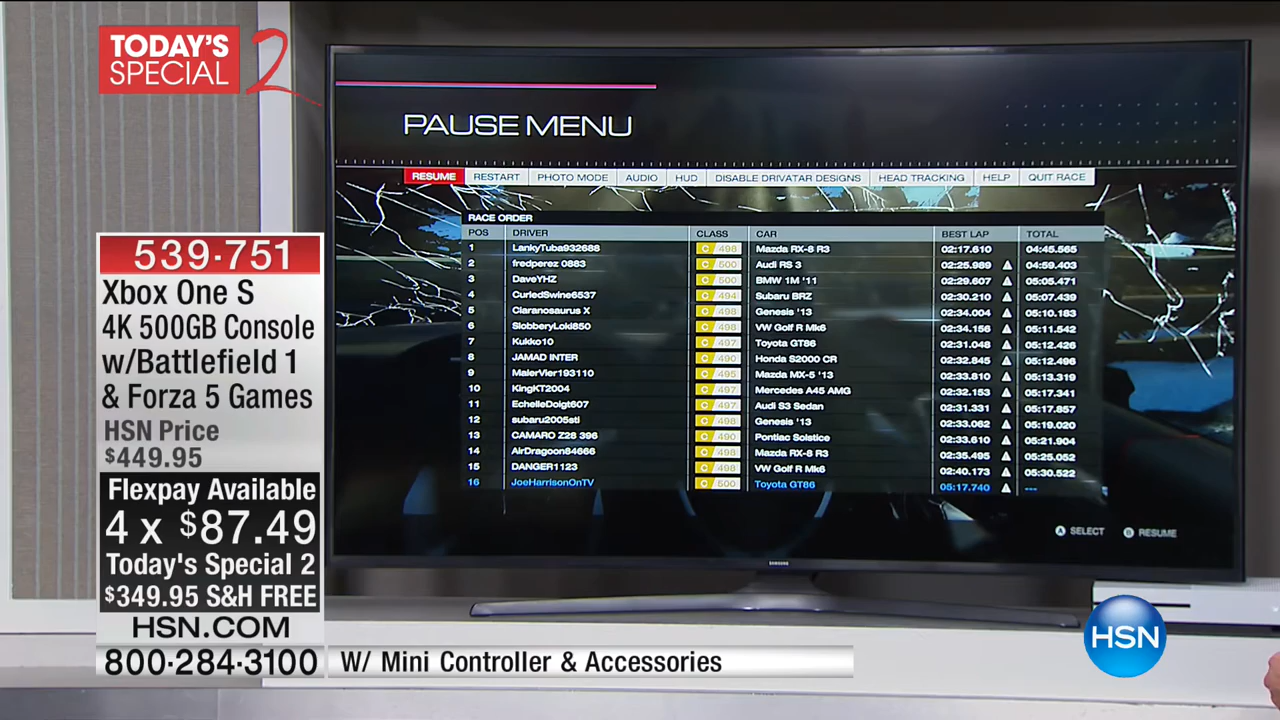 TODAY'S
SPECIAL 2
539·751
Xbox One S
4K 500GB Console
w/Battlefield 1
& Forza 5 Games
HSN Price
$449.95
Flexpay Available
4 x $87.49
Today's Special 2
$349.95 S&H FREE
HSN.COM
800·284·3100
W/ Mini Controller & Accessories
PAUSE MENU
RESUME RESTART PHOTO MODE AUDIO HUD DISABLE DRIVATAR DESIGNS HEAD TRACKING HELP QUIT RACE
RACE ORDER
POS DRIVER CLASS CAR BEST LAP TOTAL
1 LankyTuba932688 C 498 Mazda RX-8 R3 02:17.610 04:45.565
2 fredperez 0883 C 500 Audi RS 3 02:25.989 04:59.403
3 DaveYHZ C 500 BMW 1M '11 02:29.607 05:05.471
4 CurledSwine6537 C 494 Subaru BRZ 02:30.210 05:07.439
5 Ciaranosaurus X C 498 Genesis '13 02:34.004 05:10.183
6 SlobberyLoki850 C 498 VW Golf R Mk6 02:34.156 05:11.542
7 Kukko10 C 497 Toyota GT86 02:31.048 05:12.426
8 JAMAD INTER C 490 Honda S2000 CR 02:32.845 05:12.496
9 MalerVier193110 C 495 Mazda MX-5 '13 02:33.810 05:13.319
10 KingKT2004 C 497 Mercedes A45 AMG 02:32.153 05:17.341
11 EchelleDoigt607 C 497 Audi S3 Sedan 02:31.331 05:17.857
12 subaru2005sti C 498 Genesis '13 02:33.062 05:19.020
13 CAMARO Z28 396 C 490 Pontiac Solstice 02:33.610 05:21.904
14 AirDragoon84666 C 498 Mazda RX-8 R3 02:35.495 05:25.052
15 DANGER1123 C 498 VW Golf R Mk6 02:40.173 05:30.522
16 JoeHarrisonOnTV C 500 Toyota GT86 05:17.740 ---
A SELECT B RESUME
SAMSUNG
HSN